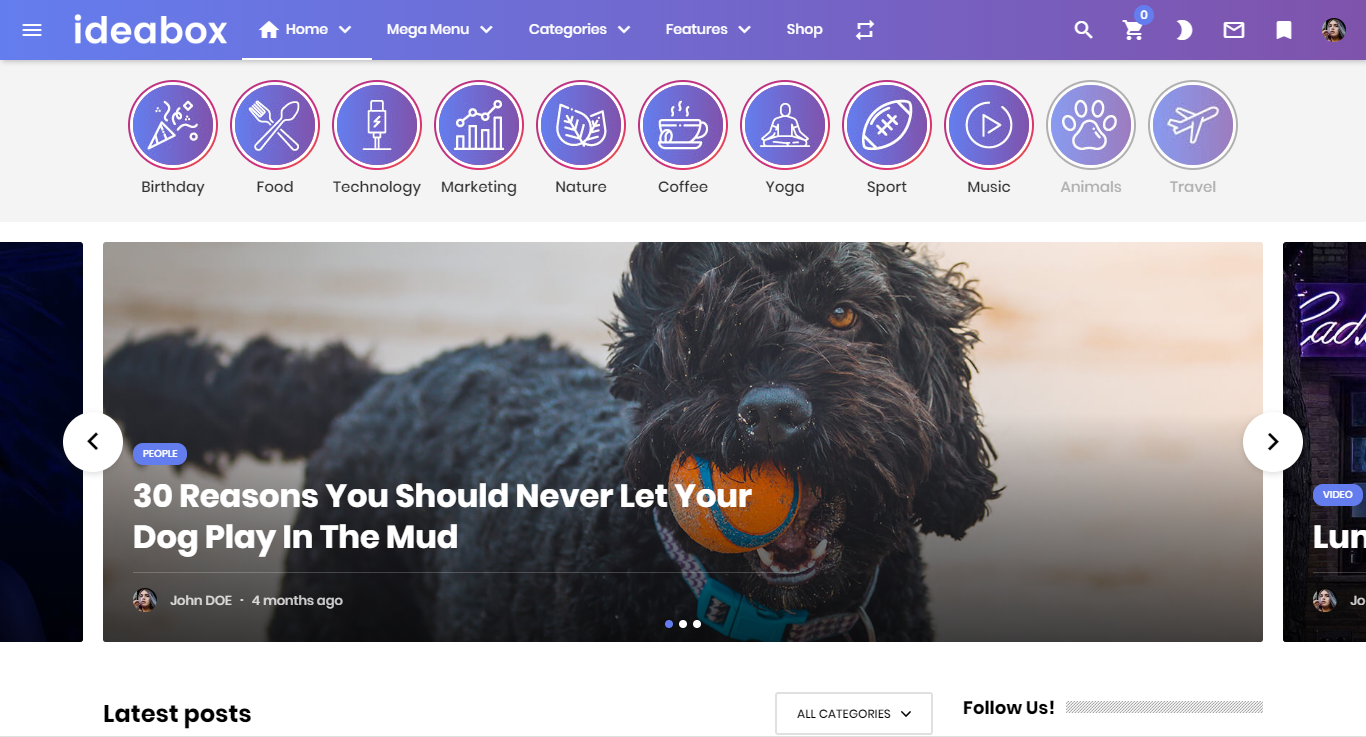 ideabox
Home
Mega Menu
Categories
Features
Shop
0
Birthday
Food
Technology
Marketing
Nature
Coffee
Yoga
Sport
Music
Animals
Travel
PEOPLE
30 Reasons You Should Never Let Your
Dog Play In The Mud
John DOE · 4 months ago
VIDEO
Lun
Jo
Latest posts
ALL CATEGORIES
Follow Us!